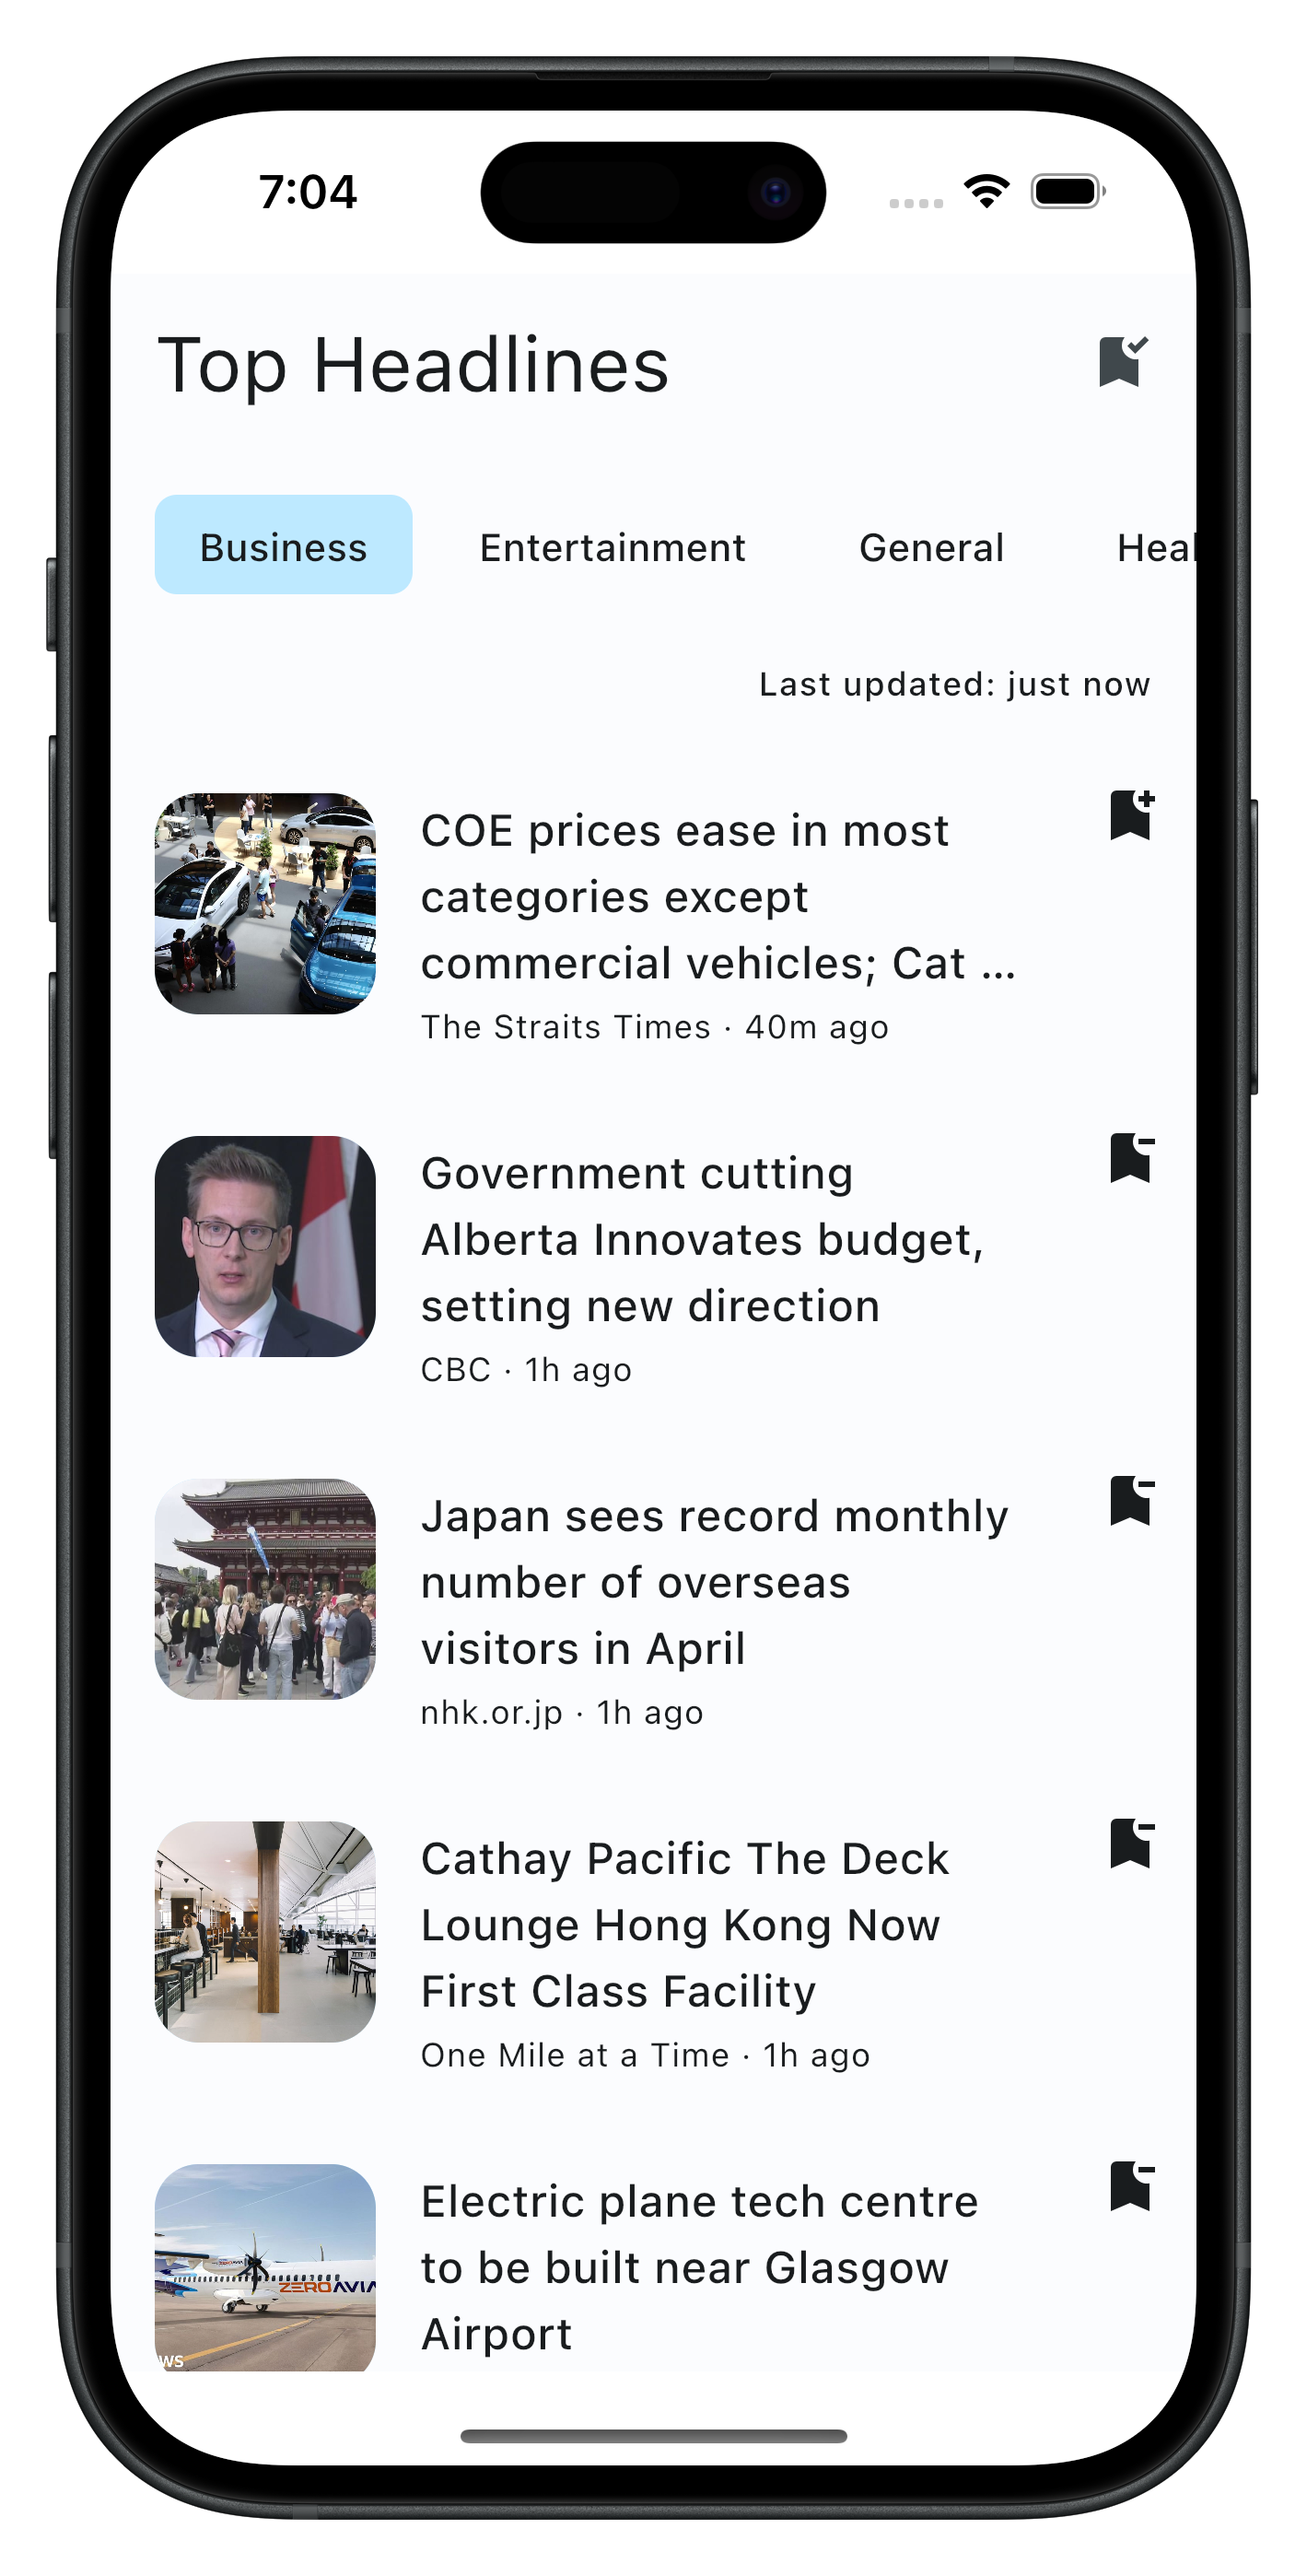 7:04
Top Headlines
Business Entertainment General Heal
Last updated: just now
COE prices ease in most
categories except
commercial vehicles; Cat ...
The Straits Times · 40m ago
Government cutting
Alberta Innovates budget,
setting new direction
CBC · 1h ago
Japan sees record monthly
number of overseas
visitors in April
nhk.or.jp · 1h ago
Cathay Pacific The Deck
Lounge Hong Kong Now
First Class Facility
One Mile at a Time · 1h ago
Electric plane tech centre
to be built near Glasgow
Airport
ZEROAVIA
WS